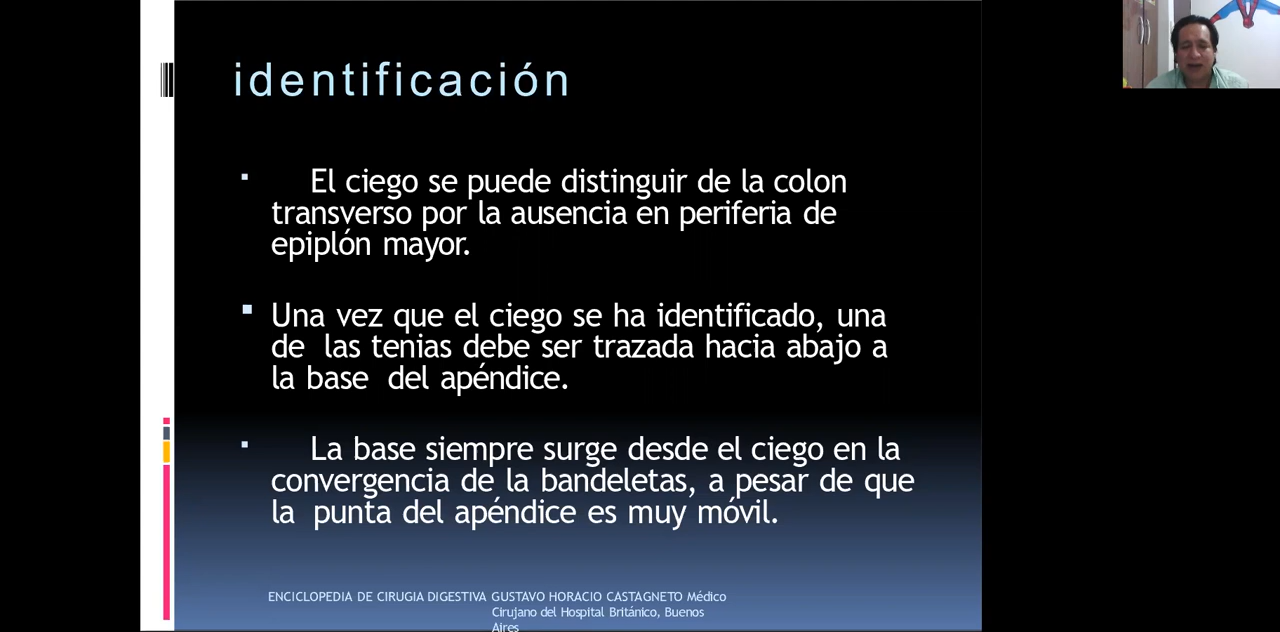 identificación
El ciego se puede distinguir de la colon
transverso por la ausencia en periferia de
epiplón mayor.
Una vez que el ciego se ha identificado, una
de las tenias debe ser trazada hacia abajo a
la base del apéndice.
La base siempre surge desde el ciego en la
convergencia de la bandeletas, a pesar de que
la punta del apéndice es muy móvil.
ENCICLOPEDIA DE CIRUGIA DIGESTIVA GUSTAVO HORACIO CASTAGNETO Médico
Cirujano del Hospital Británico, Buenos
Aires